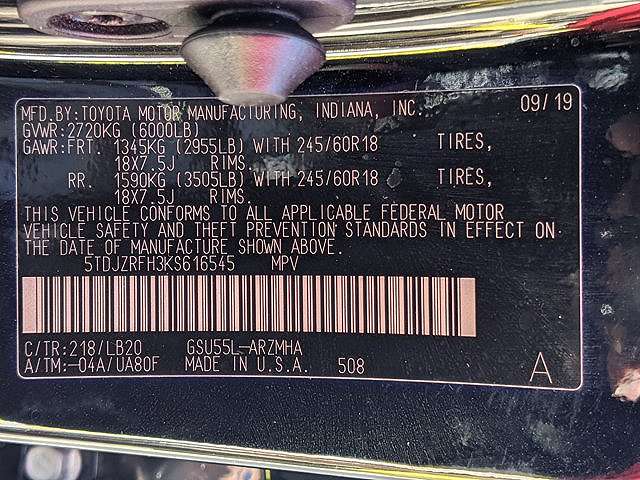 MFD.BY:TOYOTA MOTOR MANUFACTURING, INDIANA, INC. 09/19
GVWR:2720KG (6000LB)
GAWR:FRT. 1345KG (2955LB) WITH 245/60R18 TIRES,
18X7.5J RIMS.
RR. 1590KG (3505LB) WITH 245/60R18 TIRES,
18X7.5J RIMS.
THIS VEHICLE CONFORMS TO ALL APPLICABLE FEDERAL MOTOR
VEHICLE SAFETY AND THEFT PREVENTION STANDARDS IN EFFECT ON
THE DATE OF MANUFACTURE SHOWN ABOVE.
5TDJZRFH3KS616545 MPV
C/TR:218/LB20 GSU55L-ARZMHA
A/TM:-04A/UA80F MADE IN U.S.A. 508 A